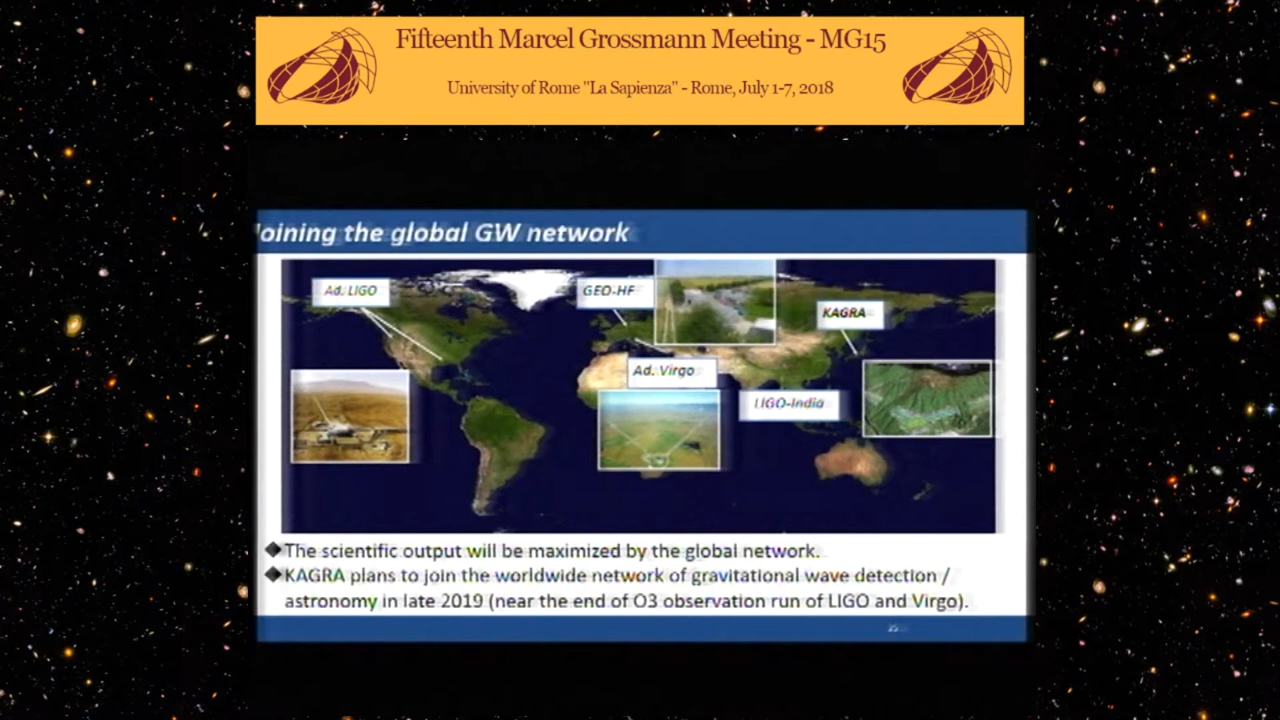 Fifteenth Marcel Grossmann Meeting - MG15
University of Rome "La Sapienza" - Rome, July 1-7, 2018
Joining the global GW network
Ad. LIGO
GEO-HF
KAGRA
Ad. Virgo
LIGO-India
The scientific output will be maximized by the global network.
KAGRA plans to join the worldwide network of gravitational wave detection /
astronomy in late 2019 (near the end of O3 observation run of LIGO and Virgo).